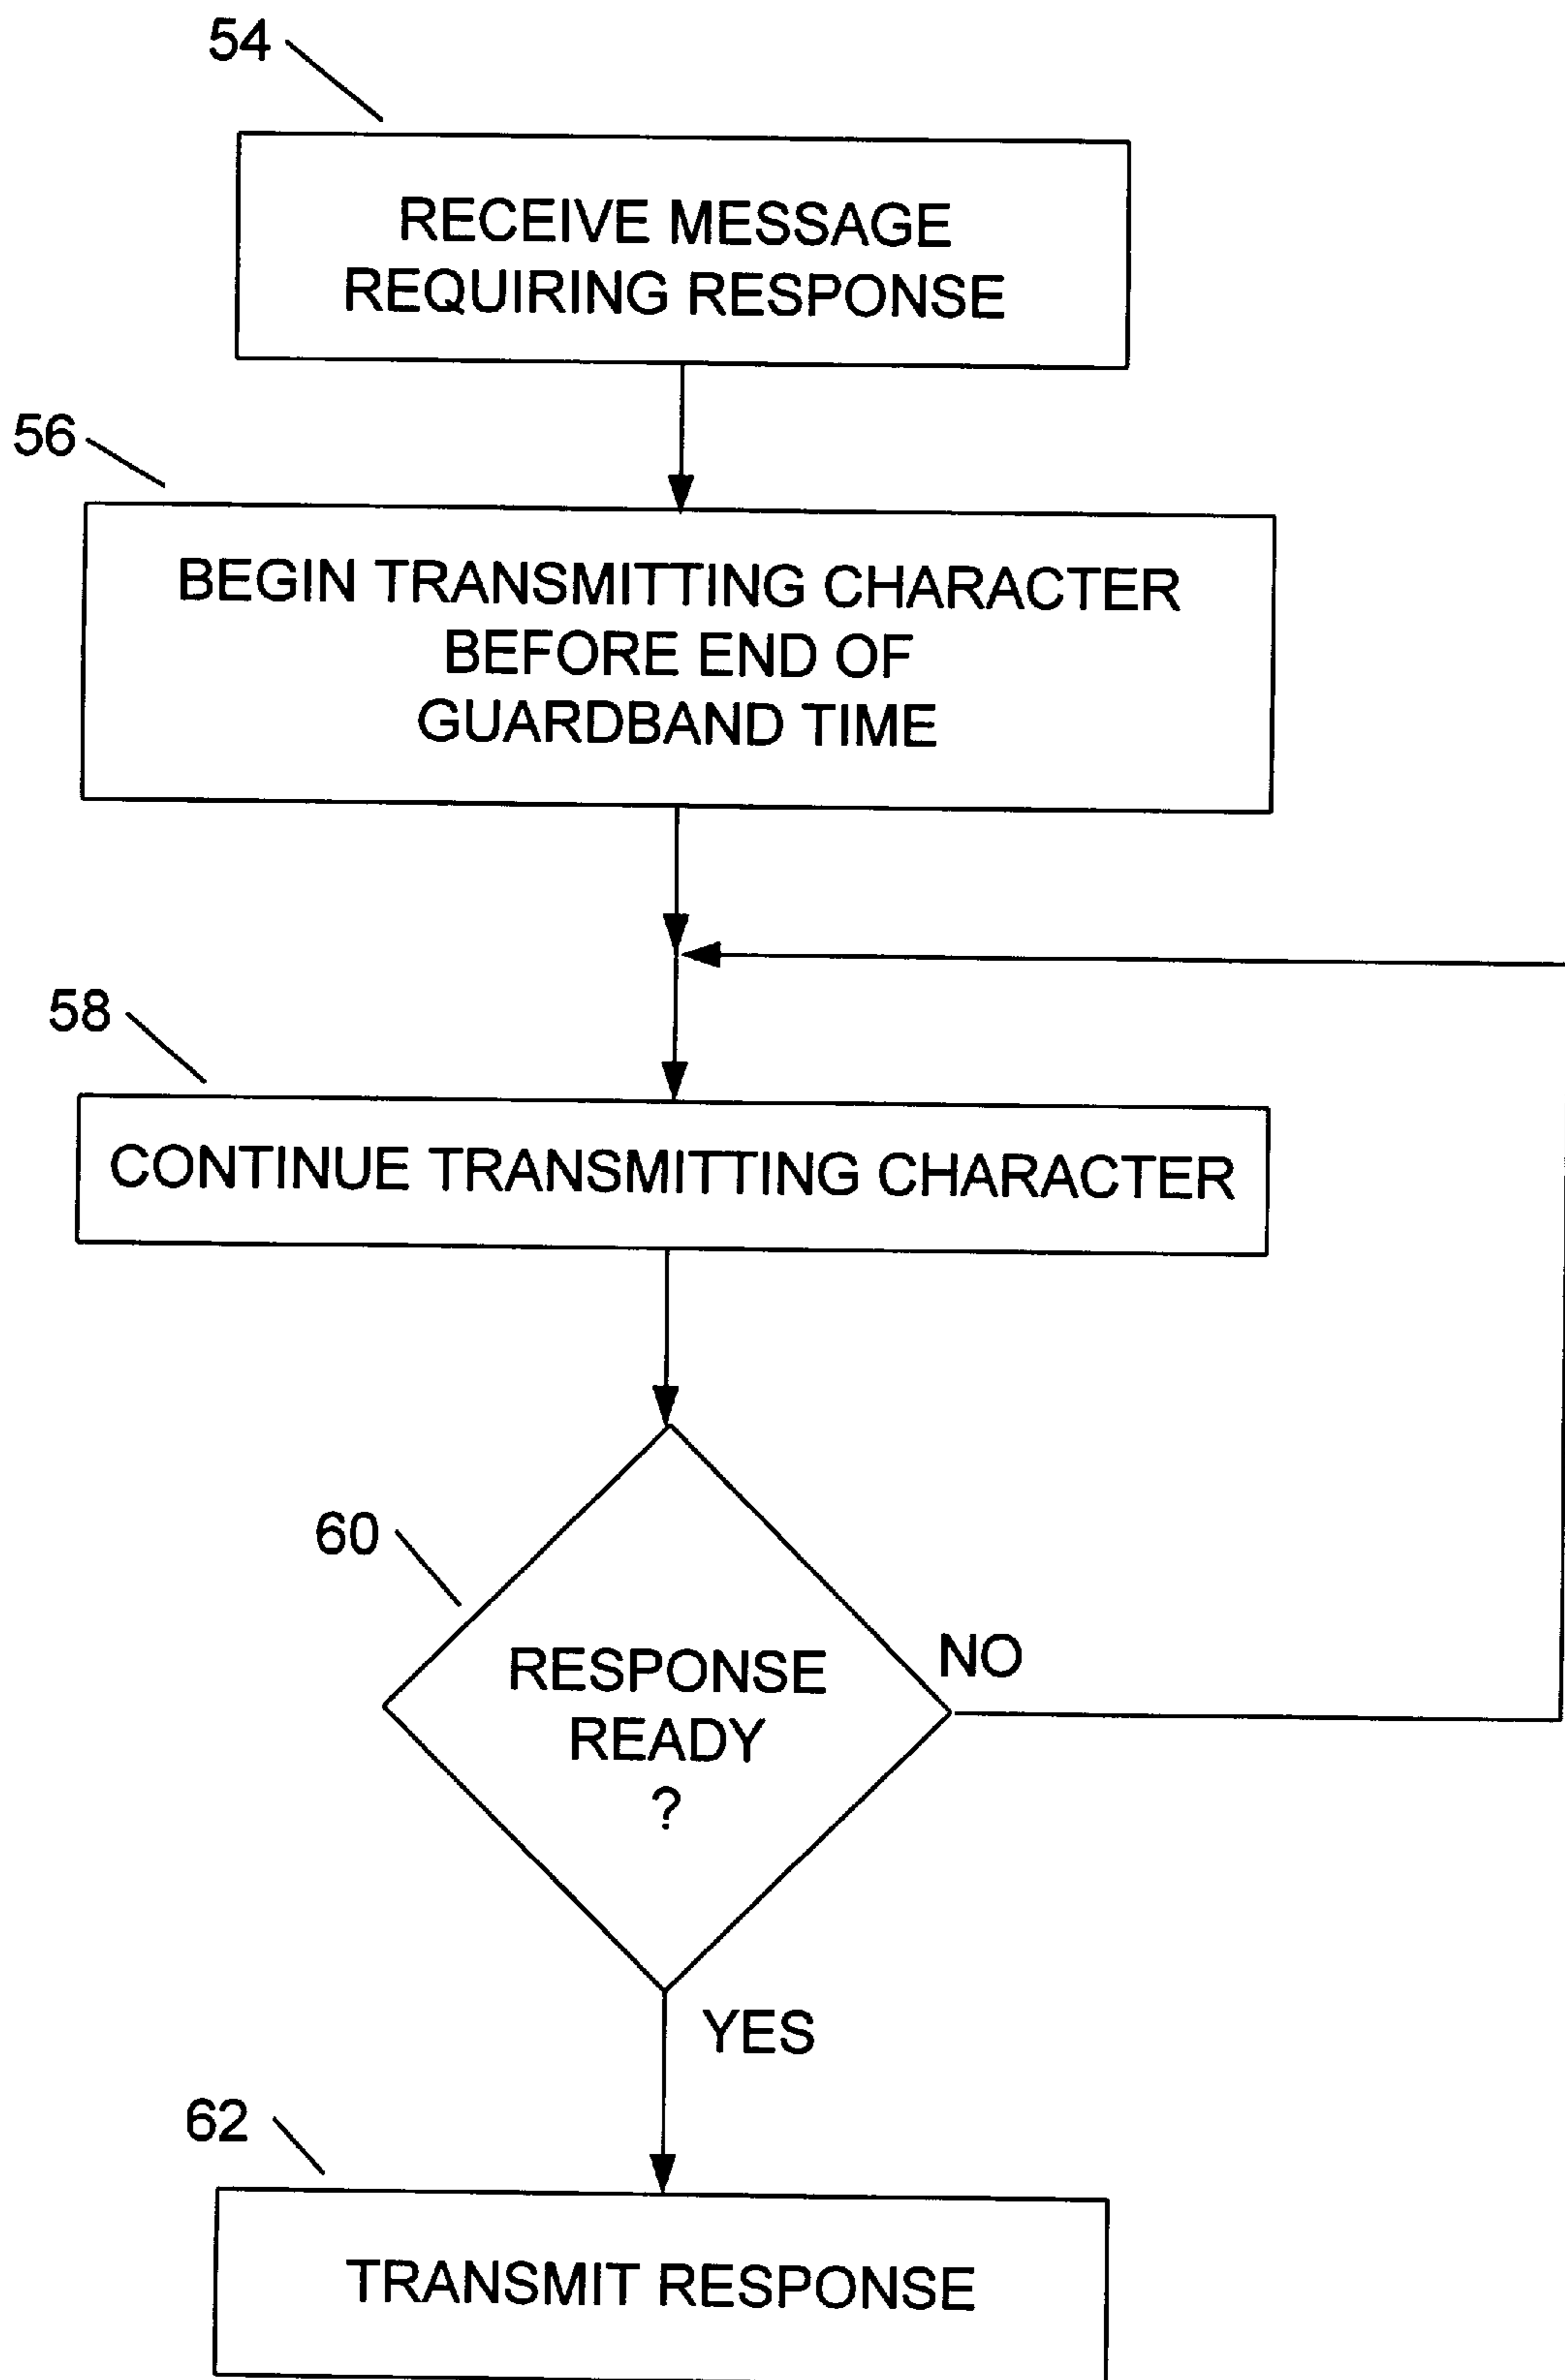 54
RECEIVE MESSAGE
REQUIRING RESPONSE
56
BEGIN TRANSMITTING CHARACTER
BEFORE END OF
GUARDBAND TIME
58
CONTINUE TRANSMITTING CHARACTER
60
RESPONSE
READY
?
NO
YES
62
TRANSMIT RESPONSE